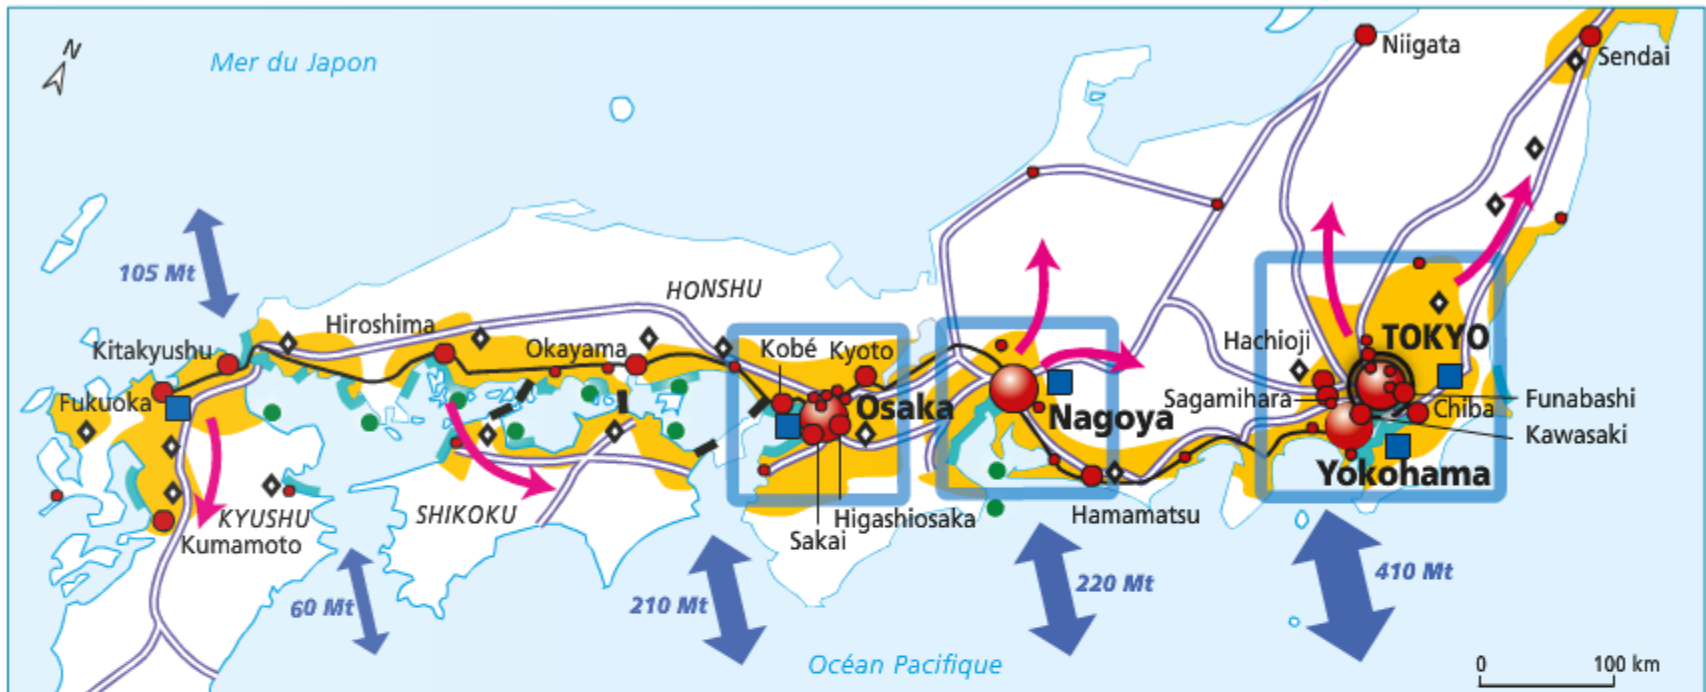 N
Mer du Japon
Niigata
Sendai
105 Mt
HONSHU
Hiroshima
Kitakyushu
Okayama
Kobé
Kyoto
Hachioji
TOKYO
Fukuoka
Osaka
Nagoya
Sagamihara
Chiba
Funabashi
Kawasaki
Yokohama
KYUSHU
SHIKOKU
Kumamoto
Higashiosaka
Sakai
Hamamatsu
60 Mt
210 Mt
220 Mt
410 Mt
Océan Pacifique
0 100 km